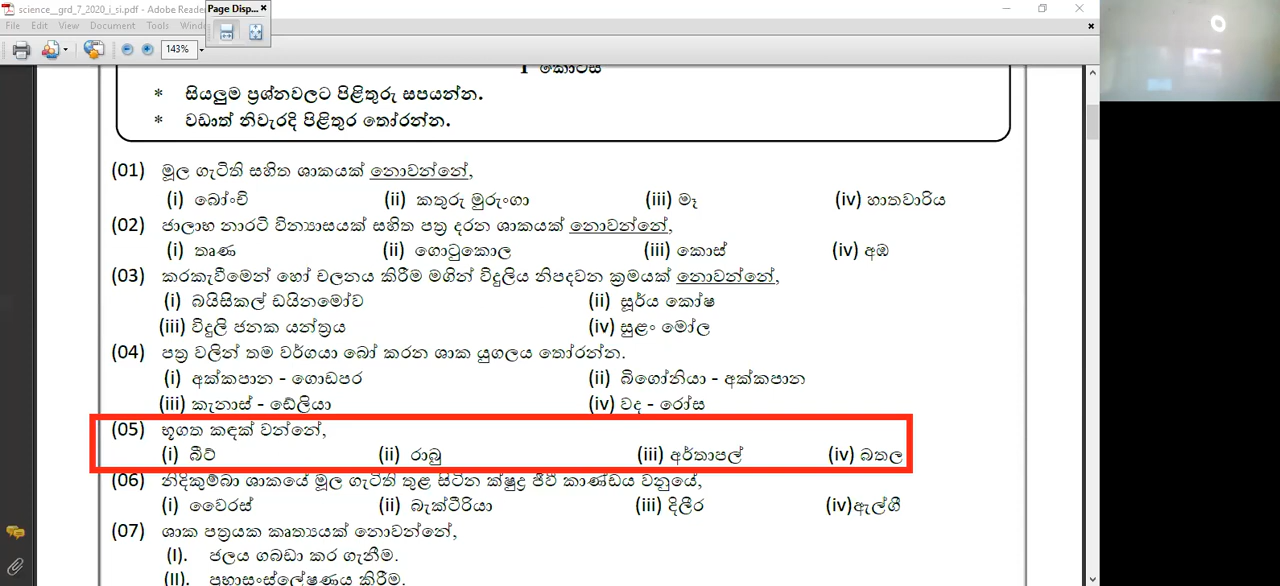 science__grd_7_2020_i_si.pdf - Adobe Reader
Page Disp...
File Edit View Document Tools
143%
I කොටස
* සියලුම ප්‍රශ්නවලට පිළිතුරු සපයන්න.
* වඩාත් නිවැරදි පිළිතුර තෝරන්න.
(01) මූල ගැටිති සහිත ශාකයක් නොවන්නේ,
(i) බෝංචි (ii) කතුරු මුරුංගා (iii) මෑ (iv) හාතවාරිය
(02) ජාලාභ නාරටි වින්‍යාසයක් සහිත පත්‍ර දරන ශාකයක් නොවන්නේ,
(i) තෘණ (ii) ගොටුකොල (iii) කොස් (iv) අඹ
(03) කරකැවීමෙන් හෝ චලනය කිරීම මගින් විදුලිය නිපදවන ක්‍රමයක් නොවන්නේ,
(i) බයිසිකල් ඩයිනමෝව (ii) සූර්ය කෝෂ
(iii) විදුලි ජනක යන්ත්‍රය (iv) සුළං මෝල
(04) පත්‍ර වලින් තම වර්ගයා බෝ කරන ශාක යුගලය තෝරන්න.
(i) අක්කපාන - ගොඩපර (ii) බිගෝනියා - අක්කපාන
(iii) කැනාස් - ඩේලියා (iv) වද - රෝස
(05) භූගත කඳක් වන්නේ,
(i) බීට් (ii) රාබු (iii) අර්තාපල් (iv) බතල
(06) නිදිකුම්බා ශාකයේ මූල ගැටිති තුළ සිටින ක්ෂුද්‍ර ජීවී කාණ්ඩය වනුයේ,
(i) වෛරස් (ii) බැක්ටීරියා (iii) දිලීර (iv)ඇල්ගී
(07) ශාක පත්‍රයක කෘත්‍යයක් නොවන්නේ,
(I). ජලය ගබඩා කර ගැනීම.
(II). ප්‍රභාසංස්ලේෂණය කිරීම.